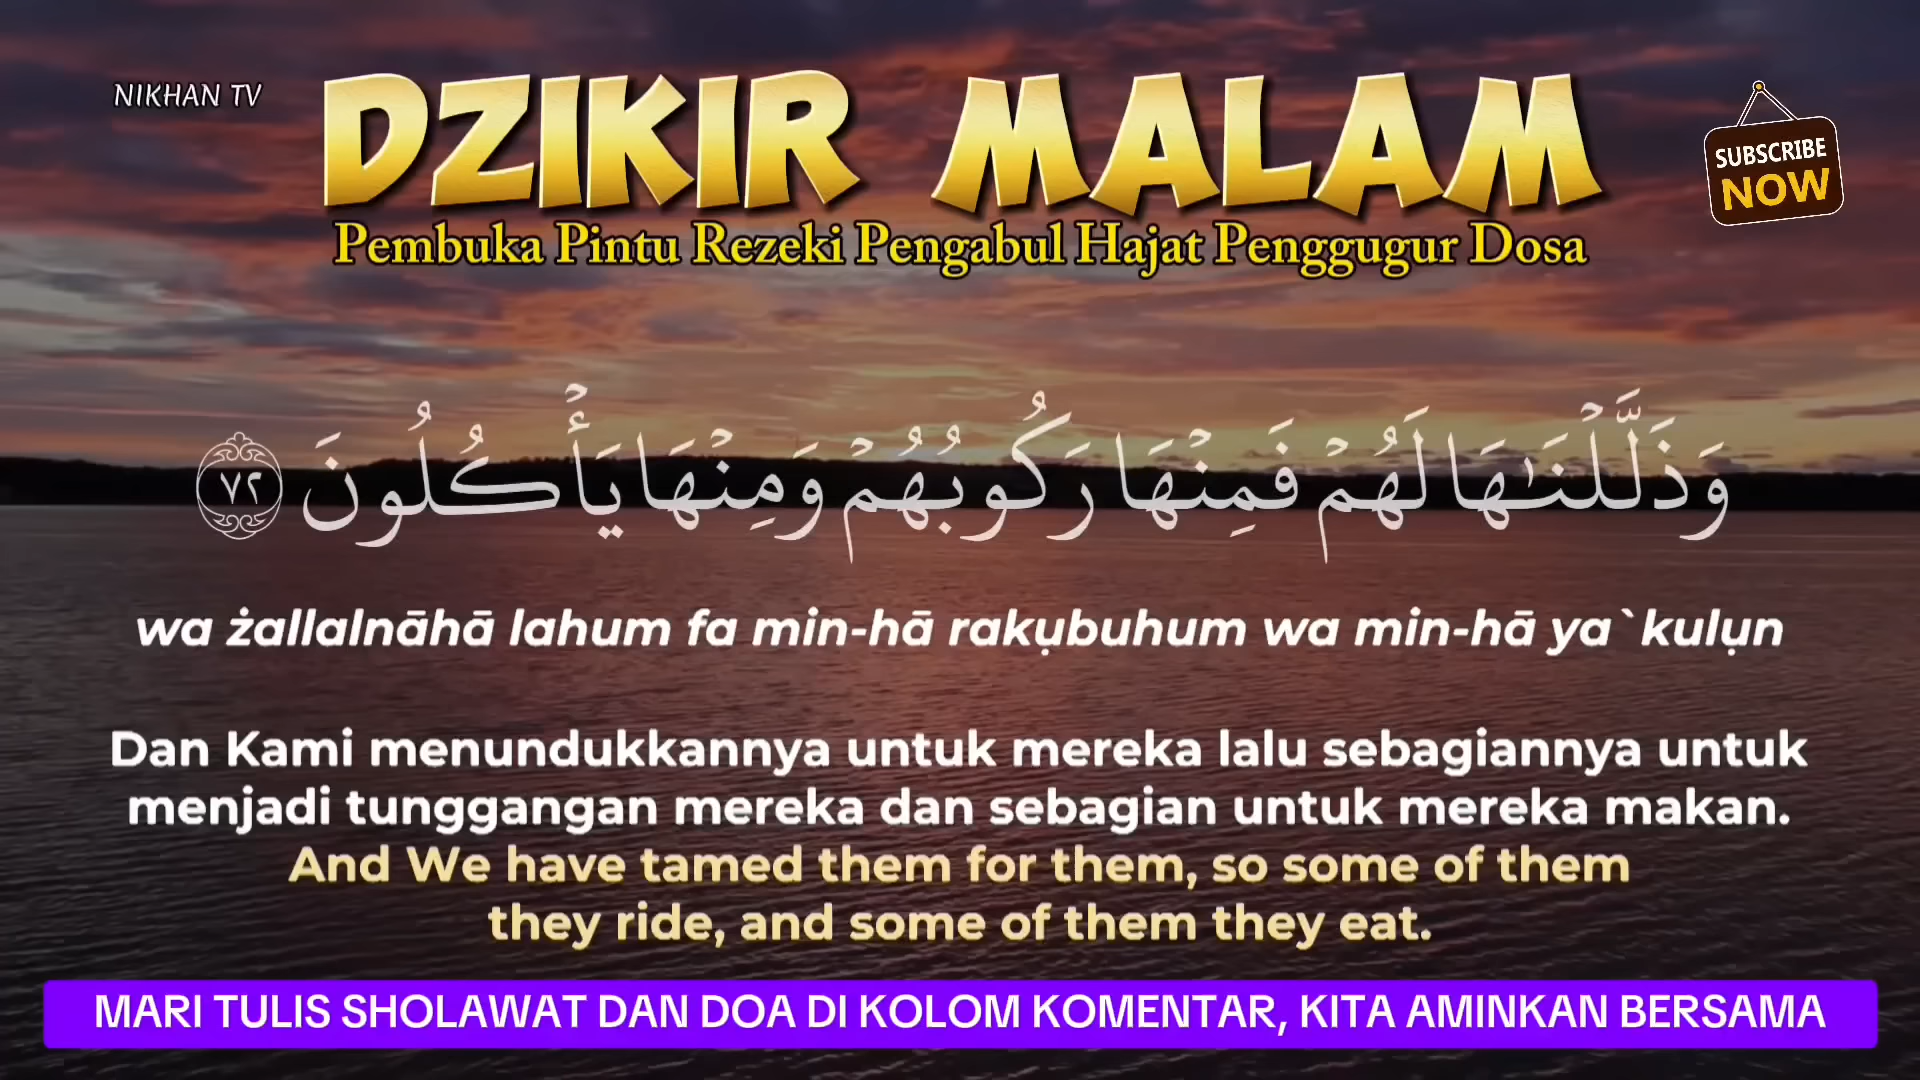 NIKHAN TV
DZIKIR MALAM
SUBSCRIBE
NOW
Pembuka Pintu Rezeki Pengabul Hajat Penggugur Dosa
وَذَلَّلْنَٰهَا لَهُمْ فَمِنْهَا رَكُوبُهُمْ وَمِنْهَا يَأْكُلُونَ ٧٢
wa żallalnāhā lahum fa min-hā rakụbuhum wa min-hā ya`kulụn
Dan Kami menundukkannya untuk mereka lalu sebagiannya untuk
menjadi tunggangan mereka dan sebagian untuk mereka makan.
And We have tamed them for them, so some of them
they ride, and some of them they eat.
MARI TULIS SHOLAWAT DAN DOA DI KOLOM KOMENTAR, KITA AMINKAN BERSAMA